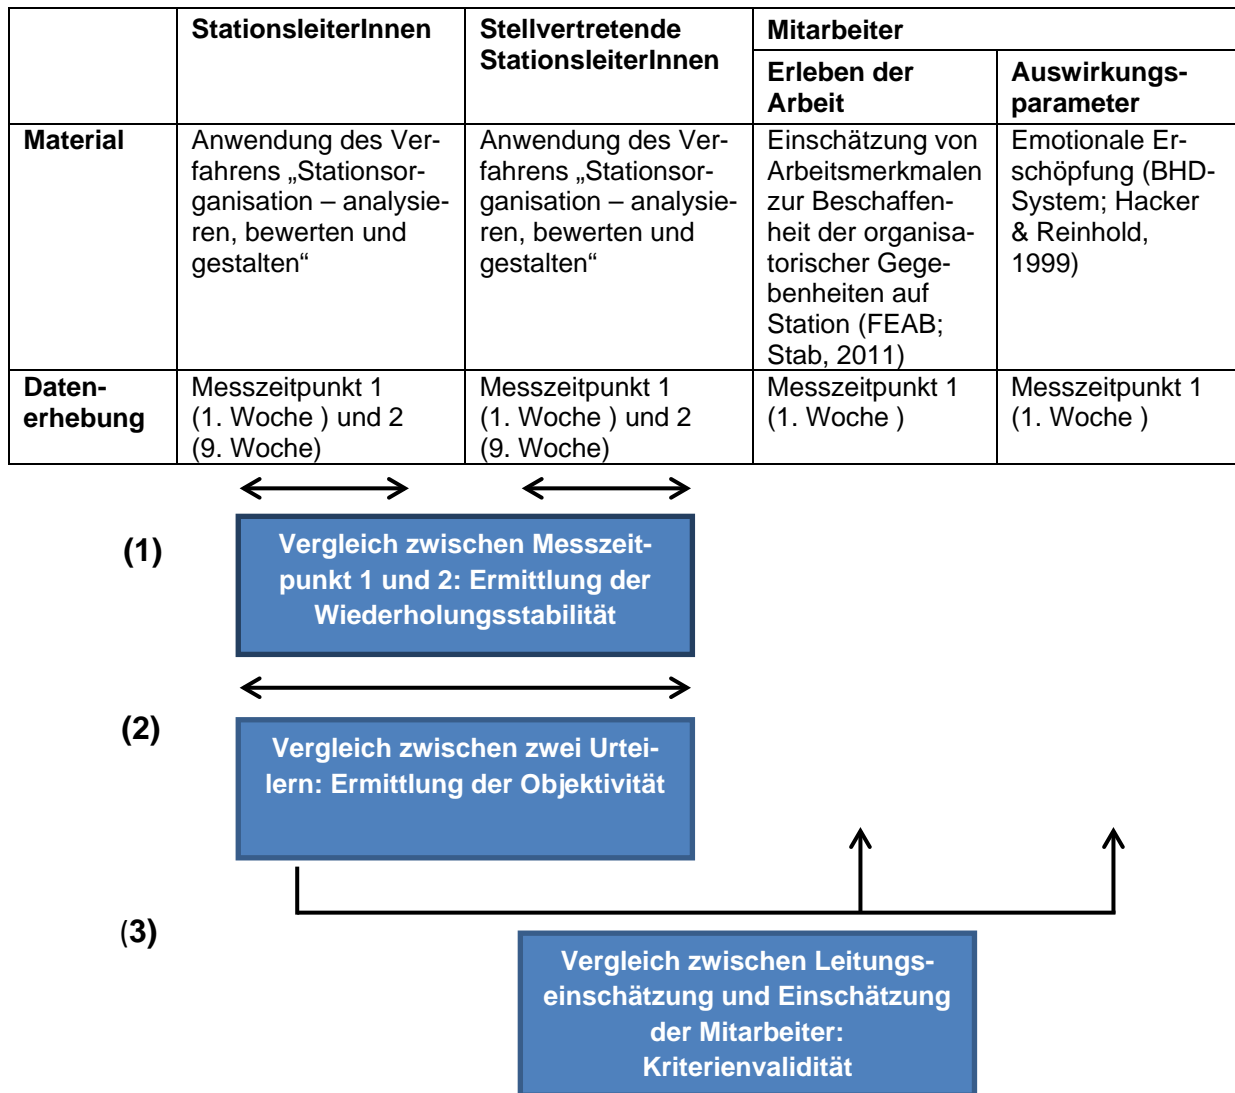 StationsleiterInnen
Stellvertretende
StationsleiterInnen
Mitarbeiter
Erleben der
Arbeit
Auswirkungs-
parameter
Material
Anwendung des Ver-
fahrens „Stationsor-
ganisation – analysie-
ren, bewerten und
gestalten“
Anwendung des Ver-
fahrens „Stationsor-
ganisation – analysie-
ren, bewerten und
gestalten“
Einschätzung von
Arbeitsmerkmalen
zur Beschaffen-
heit der organisa-
torischer Gege-
benheiten auf
Station (FEAB;
Stab, 2011)
Emotionale Er-
schöpfung (BHD-
System; Hacker
& Reinhold,
1999)
Daten-
erhebung
Messzeitpunkt 1
(1. Woche ) und 2
(9. Woche)
Messzeitpunkt 1
(1. Woche ) und 2
(9. Woche)
Messzeitpunkt 1
(1. Woche )
Messzeitpunkt 1
(1. Woche )
(1)
Vergleich zwischen Messzeit-
punkt 1 und 2: Ermittlung der
Wiederholungsstabilität
(2)
Vergleich zwischen zwei Urtei-
lern: Ermittlung der Objektivität
(3)
Vergleich zwischen Leitungs-
einschätzung und Einschätzung
der Mitarbeiter:
Kriterienvalidität